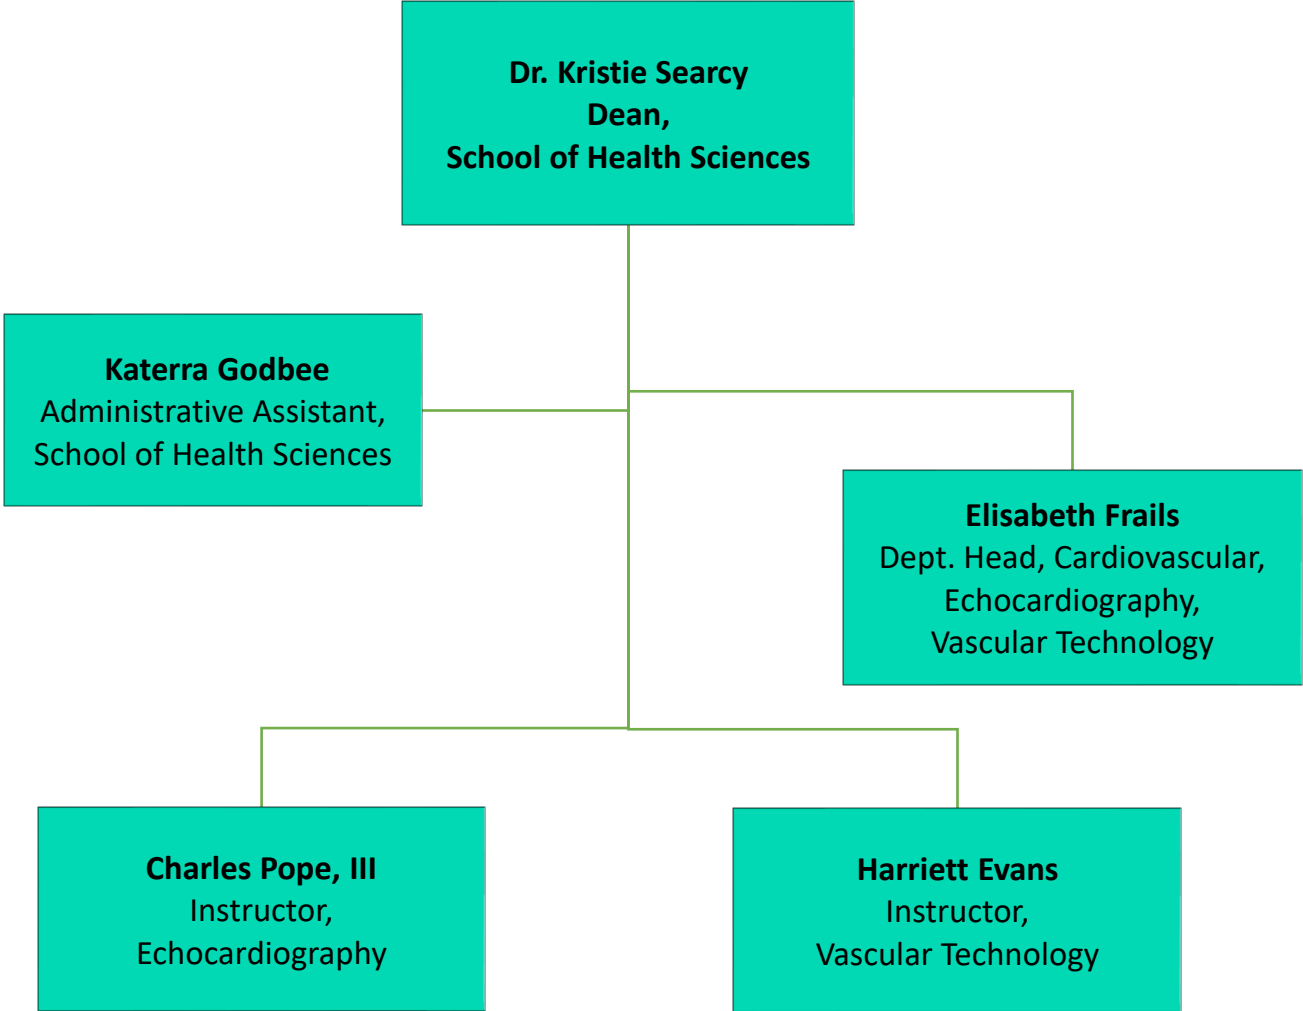 Dr. Kristie Searcy
Dean,
School of Health Sciences
Katerra Godbee
Administrative Assistant,
School of Health Sciences
Elisabeth Frails
Dept. Head, Cardiovascular,
Echocardiography,
Vascular Technology
Charles Pope, III
Instructor,
Echocardiography
Harriett Evans
Instructor,
Vascular Technology